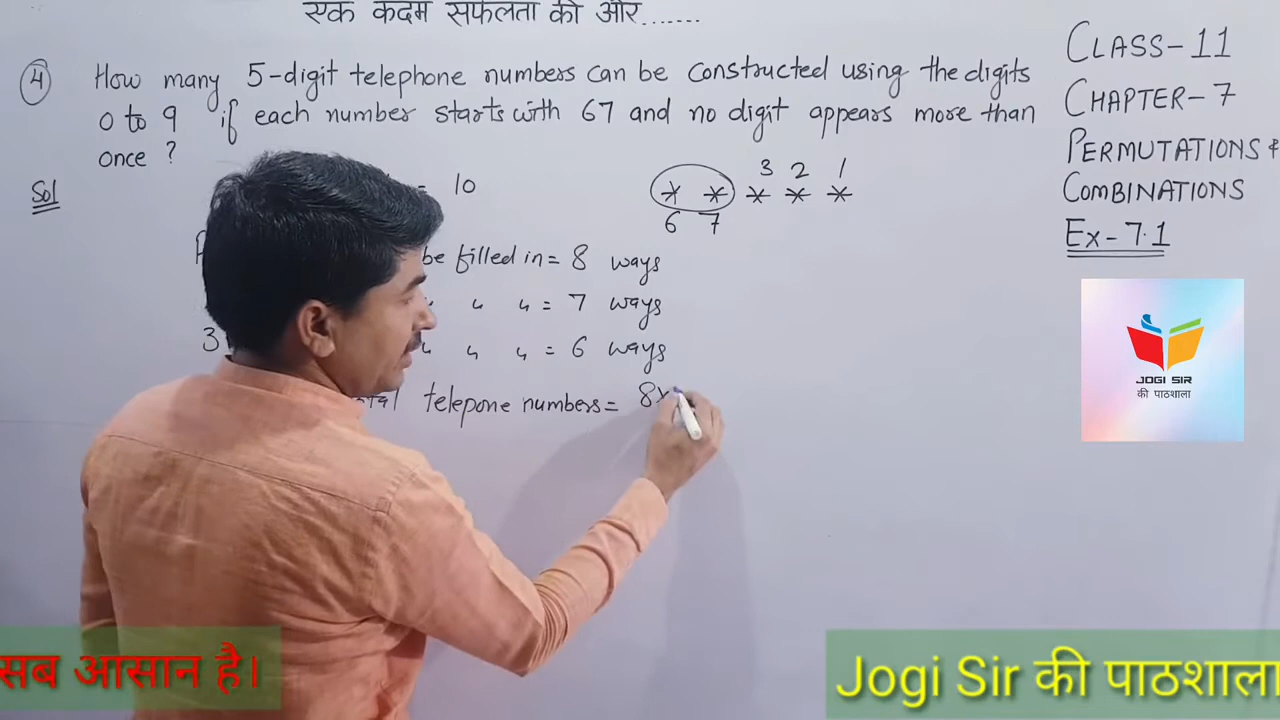 एक कदम सफलता की और.......
4 How many 5-digit telephone numbers can be constructed using the digits
0 to 9 if each number starts with 67 and no digit appears more than
once ?
Sol
= 10
3 2 1
* * * * *
6 7
be filled in = 8 ways
〃 〃 = 7 ways
3
〃 〃 〃 = 6 ways
telepone numbers = 8×
CLASS-11
CHAPTER-7
PERMUTATIONS &
COMBINATIONS
Ex-7.1
JOGI SIR
की पाठशाला
सब आसान है।
Jogi Sir की पाठशाला